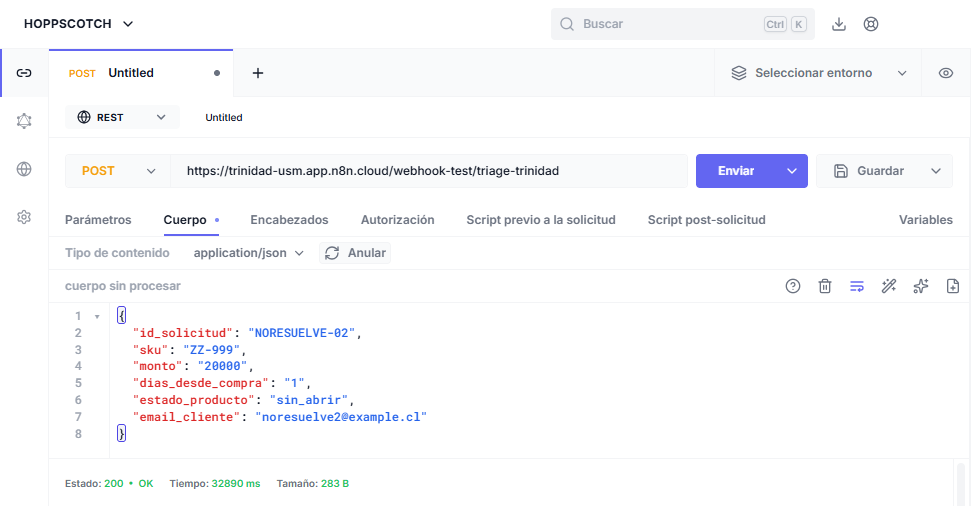 HOPPSCOTCH
Buscar Ctrl K
POST Untitled
Seleccionar entorno
REST Untitled
POST https://trinidad-usm.app.n8n.cloud/webhook-test/triage-trinidad Enviar Guardar
Parámetros Cuerpo Encabezados Autorización Script previo a la solicitud Script post-solicitud Variables
Tipo de contenido application/json Anular
cuerpo sin procesar
1 {
2 "id_solicitud": "NORESUELVE-02",
3 "sku": "ZZ-999",
4 "monto": "20000",
5 "dias_desde_compra": "1",
6 "estado_producto": "sin_abrir",
7 "email_cliente": "noresuelve2@example.cl"
8 }
Estado: 200 • OK Tiempo: 32890 ms Tamaño: 283 B